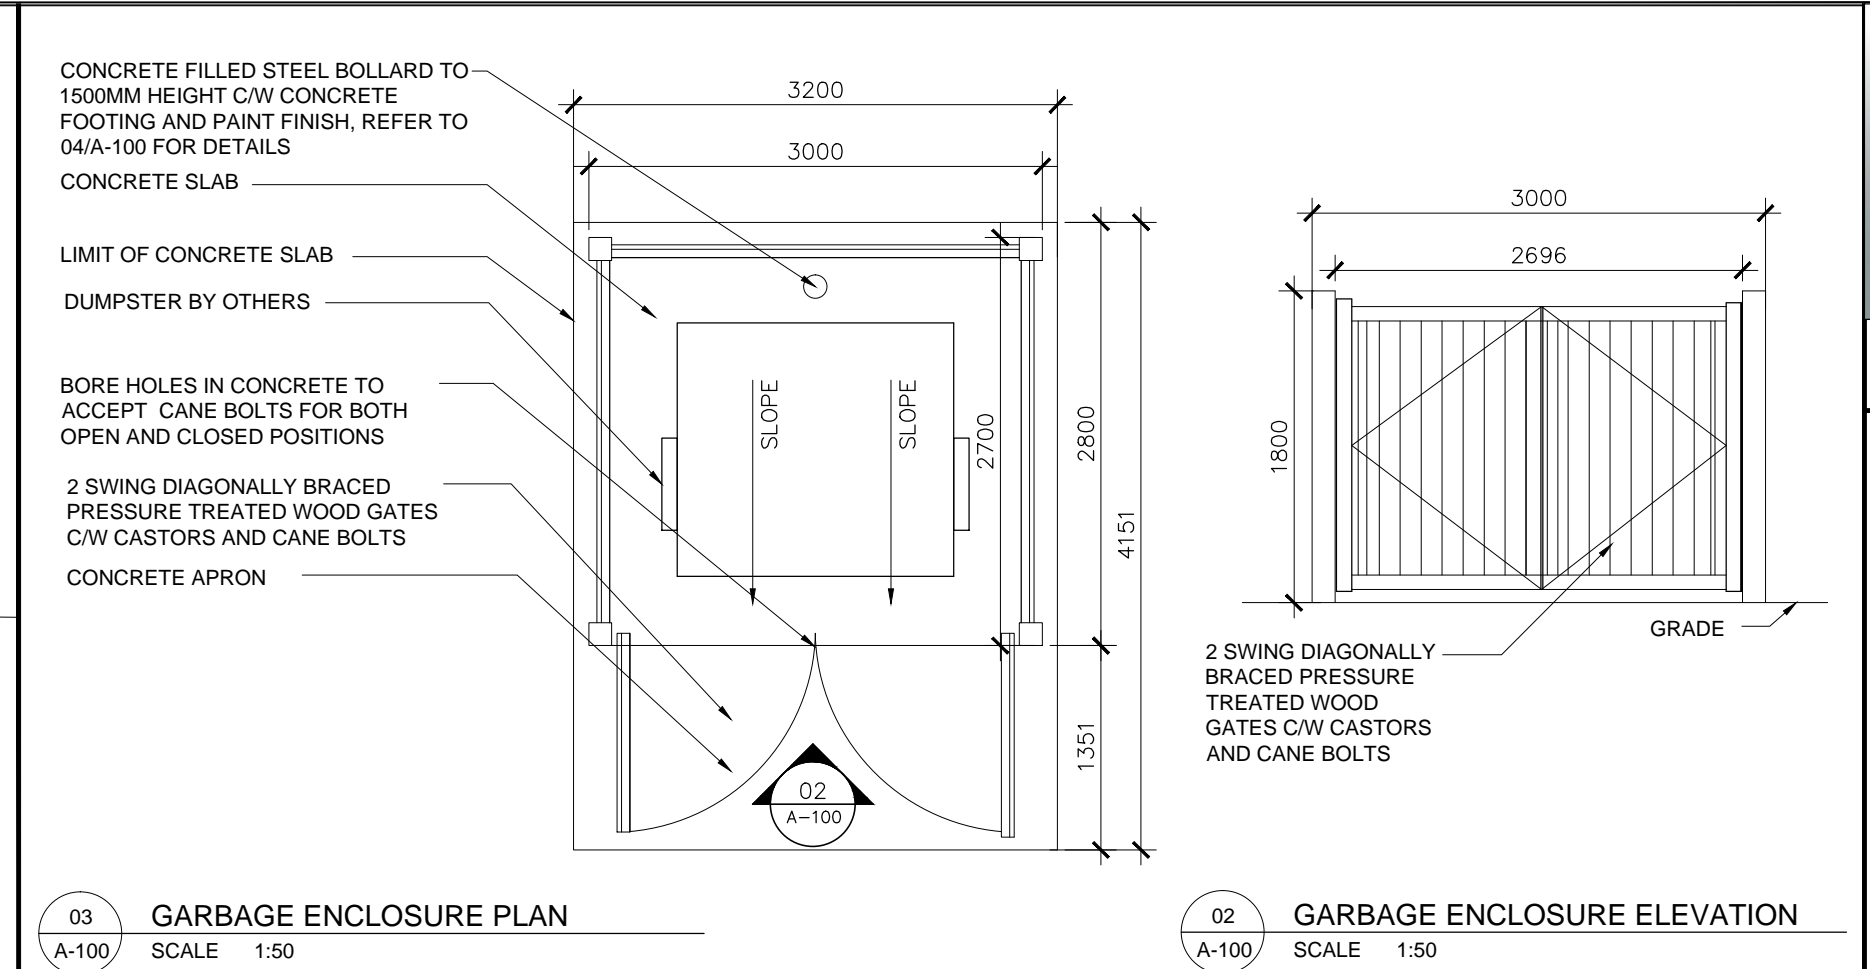 CONCRETE FILLED STEEL BOLLARD TO
1500MM HEIGHT C/W CONCRETE
FOOTING AND PAINT FINISH, REFER TO
04/A-100 FOR DETAILS
CONCRETE SLAB
LIMIT OF CONCRETE SLAB
DUMPSTER BY OTHERS
BORE HOLES IN CONCRETE TO
ACCEPT CANE BOLTS FOR BOTH
OPEN AND CLOSED POSITIONS
2 SWING DIAGONALLY BRACED
PRESSURE TREATED WOOD GATES
C/W CASTORS AND CANE BOLTS
CONCRETE APRON
3200
3000
SLOPE
SLOPE
2700
2800
4151
1351
02
A-100
03
A-100
GARBAGE ENCLOSURE PLAN
SCALE 1:50
3000
2696
1800
GRADE
2 SWING DIAGONALLY
BRACED PRESSURE
TREATED WOOD
GATES C/W CASTORS
AND CANE BOLTS
02
A-100
GARBAGE ENCLOSURE ELEVATION
SCALE 1:50